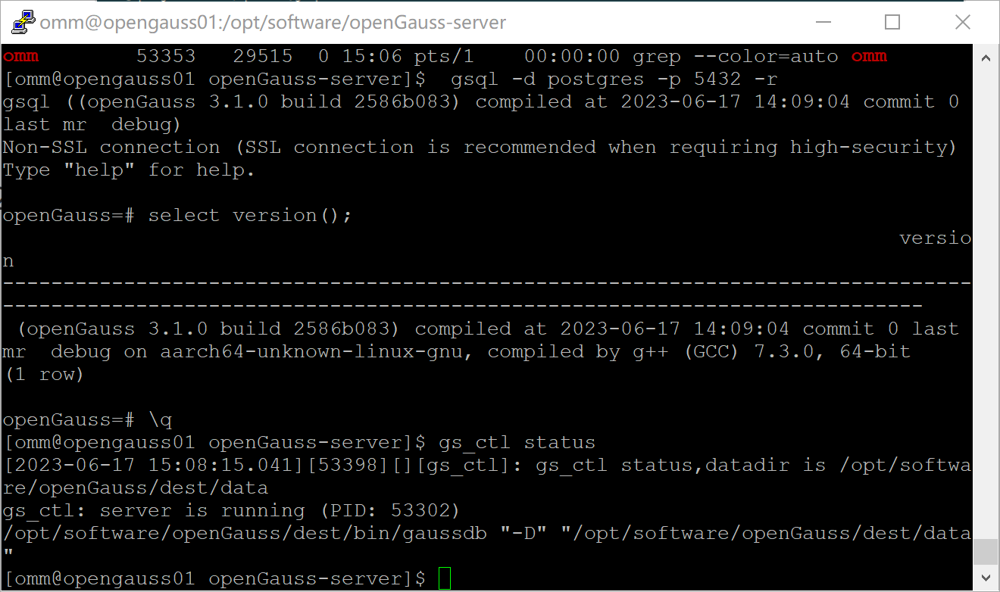 omm@opengauss01:/opt/software/openGauss-server
omm        53353   29515  0 15:06 pts/1    00:00:00 grep --color=auto omm
[omm@opengauss01 openGauss-server]$  gsql -d postgres -p 5432 -r
gsql ((openGauss 3.1.0 build 2586b083) compiled at 2023-06-17 14:09:04 commit 0
last mr  debug)
Non-SSL connection (SSL connection is recommended when requiring high-security)
Type "help" for help.
openGauss=# select version();
versio
n
--------------------------------------------------------------------------------
----------------------------------------------------------------------------
(openGauss 3.1.0 build 2586b083) compiled at 2023-06-17 14:09:04 commit 0 last
mr  debug on aarch64-unknown-linux-gnu, compiled by g++ (GCC) 7.3.0, 64-bit
(1 row)
openGauss=# \q
[omm@opengauss01 openGauss-server]$ gs_ctl status
[2023-06-17 15:08:15.041][53398][][gs_ctl]: gs_ctl status,datadir is /opt/softwa
re/openGauss/dest/data
gs_ctl: server is running (PID: 53302)
/opt/software/openGauss/dest/bin/gaussdb "-D" "/opt/software/openGauss/dest/data
"
[omm@opengauss01 openGauss-server]$